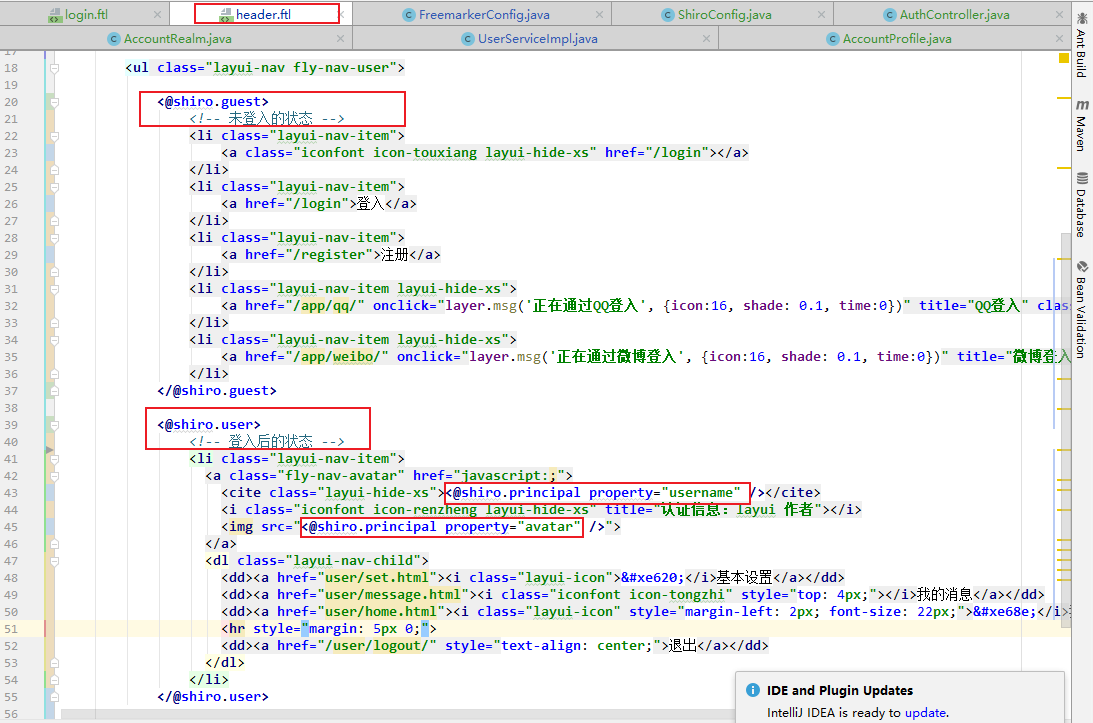 login.ftl
header.ftl
FreemarkerConfig.java
ShiroConfig.java
AuthController.java
AccountRealm.java
UserServiceImpl.java
AccountProfile.java
Ant Build
Maven
Database
Bean Validation
17
18 <ul class="layui-nav fly-nav-user">
19
20 <@shiro.guest>
21 <!-- 未登入的状态 -->
22 <li class="layui-nav-item">
23 <a class="iconfont icon-touxiang layui-hide-xs" href="/login"></a>
24 </li>
25 <li class="layui-nav-item">
26 <a href="/login">登入</a>
27 </li>
28 <li class="layui-nav-item">
29 <a href="/register">注册</a>
30 </li>
31 <li class="layui-nav-item layui-hide-xs">
32 <a href="/app/qq/" onclick="layer.msg('正在通过QQ登入', {icon:16, shade: 0.1, time:0})" title="QQ登入" clas
33 </li>
34 <li class="layui-nav-item layui-hide-xs">
35 <a href="/app/weibo/" onclick="layer.msg('正在通过微博登入', {icon:16, shade: 0.1, time:0})" title="微博登入
36 </li>
37 </@shiro.guest>
38
39 <@shiro.user>
40 <!-- 登入后的状态 -->
41 <li class="layui-nav-item">
42 <a class="fly-nav-avatar" href="javascript:;">
43 <cite class="layui-hide-xs"><@shiro.principal property="username" /></cite>
44 <i class="iconfont icon-renzheng layui-hide-xs" title="认证信息：layui 作者"></i>
45 <img src="<@shiro.principal property="avatar" />">
46 </a>
47 <dl class="layui-nav-child">
48 <dd><a href="user/set.html"><i class="layui-icon">&#xe620;</i>基本设置</a></dd>
49 <dd><a href="user/message.html"><i class="iconfont icon-tongzhi" style="top: 4px;"></i>我的消息</a></dd>
50 <dd><a href="user/home.html"><i class="layui-icon" style="margin-left: 2px; font-size: 22px;">&#xe68e;</i>
51 <hr style="margin: 5px 0;">
52 <dd><a href="/user/logout/" style="text-align: center;">退出</a></dd>
53 </dl>
54 </li>
55 </@shiro.user>
56
IDE and Plugin Updates
IntelliJ IDEA is ready to update.